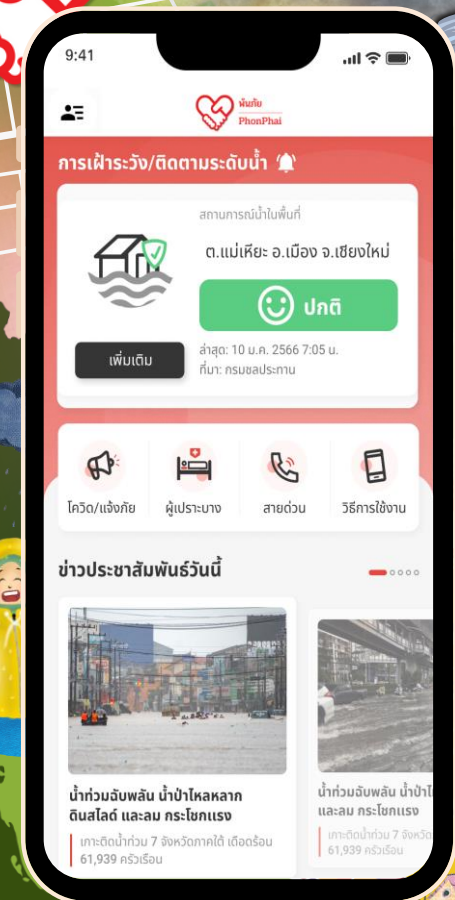 9:41
พ้นภัย
PhonPhai
การเฝ้าระวัง/ติดตามระดับน้ำ
สถานการณ์น้ำในพื้นที่
ต.แม่เหียะ อ.เมือง จ.เชียงใหม่
ปกติ
เพิ่มเติม
ล่าสุด: 10 ม.ค. 2566 7:05 น.
ที่มา: กรมชลประทาน
โควิด/แจ้งภัย
ผู้เปราะบาง
สายด่วน
วิธีการใช้งาน
ข่าวประชาสัมพันธ์วันนี้
น้ำท่วมฉับพลัน น้ำป่าไหลหลาก
ดินสไลด์ และลม กระโชกแรง
เกาะติดน้ำท่วม 7 จังหวัดภาคใต้ เดือดร้อน
61,939 ครัวเรือน
น้ำท่วมฉับพลัน น้ำป่าไ
และลม กระโชกแรง
เกาะติดน้ำท่วม 7 จังหวัด
61,939 ครัวเรือน